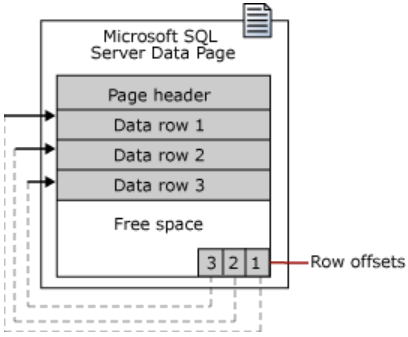 Microsoft SQL
Server Data Page
Page header
Data row 1
Data row 2
Data row 3
Free space
3 2 1
Row offsets